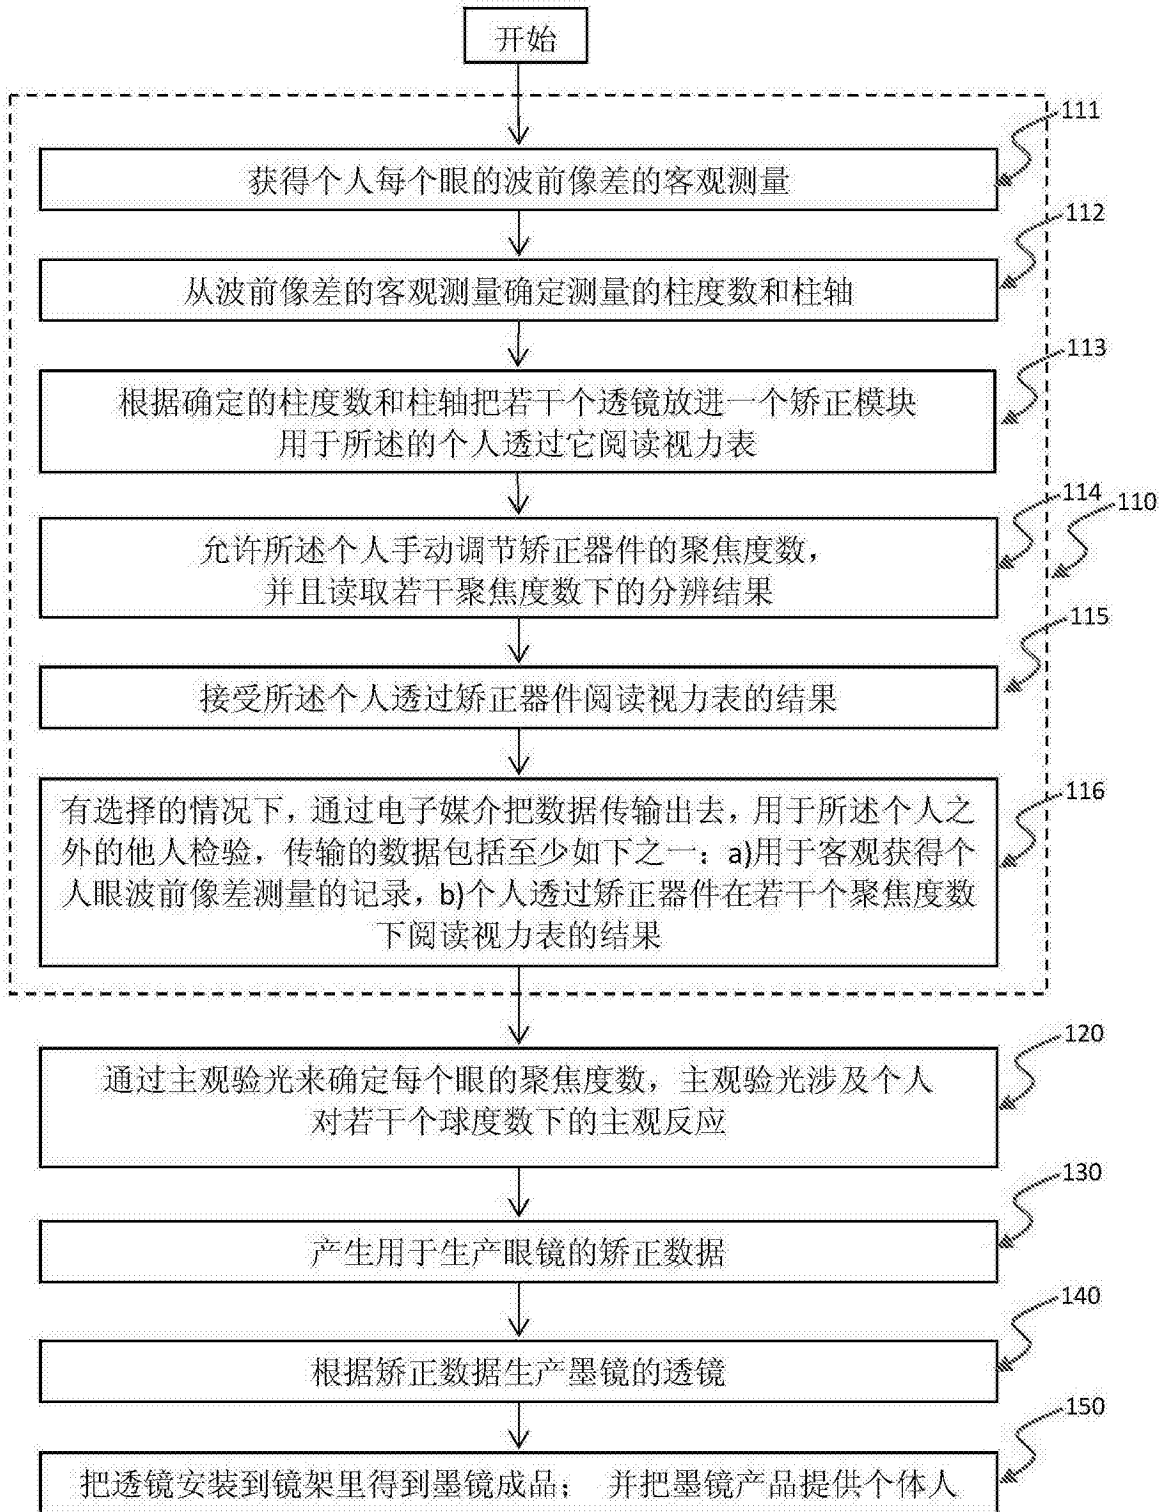 开始
111
获得个人每个眼的波前像差的客观测量
112
从波前像差的客观测量确定测量的柱度数和柱轴
113
根据确定的柱度数和柱轴把若干个透镜放进一个矫正模块
用于所述的个人透过它阅读视力表
114
110
允许所述个人手动调节矫正器件的聚焦度数，
并且读取若干聚焦度数下的分辨结果
115
接受所述个人透过矫正器件阅读视力表的结果
116
有选择的情况下，通过电子媒介把数据传输出去，用于所述个人之
外的他人检验，传输的数据包括至少如下之一：a)用于客观获得个
人眼波前像差测量的记录，b)个人透过矫正器件在若干个聚焦度数
下阅读视力表的结果
120
通过主观验光来确定每个眼的聚焦度数，主观验光涉及个人
对若干个球度数下的主观反应
130
产生用于生产眼镜的矫正数据
140
根据矫正数据生产墨镜的透镜
150
把透镜安装到镜架里得到墨镜成品； 并把墨镜产品提供个体人